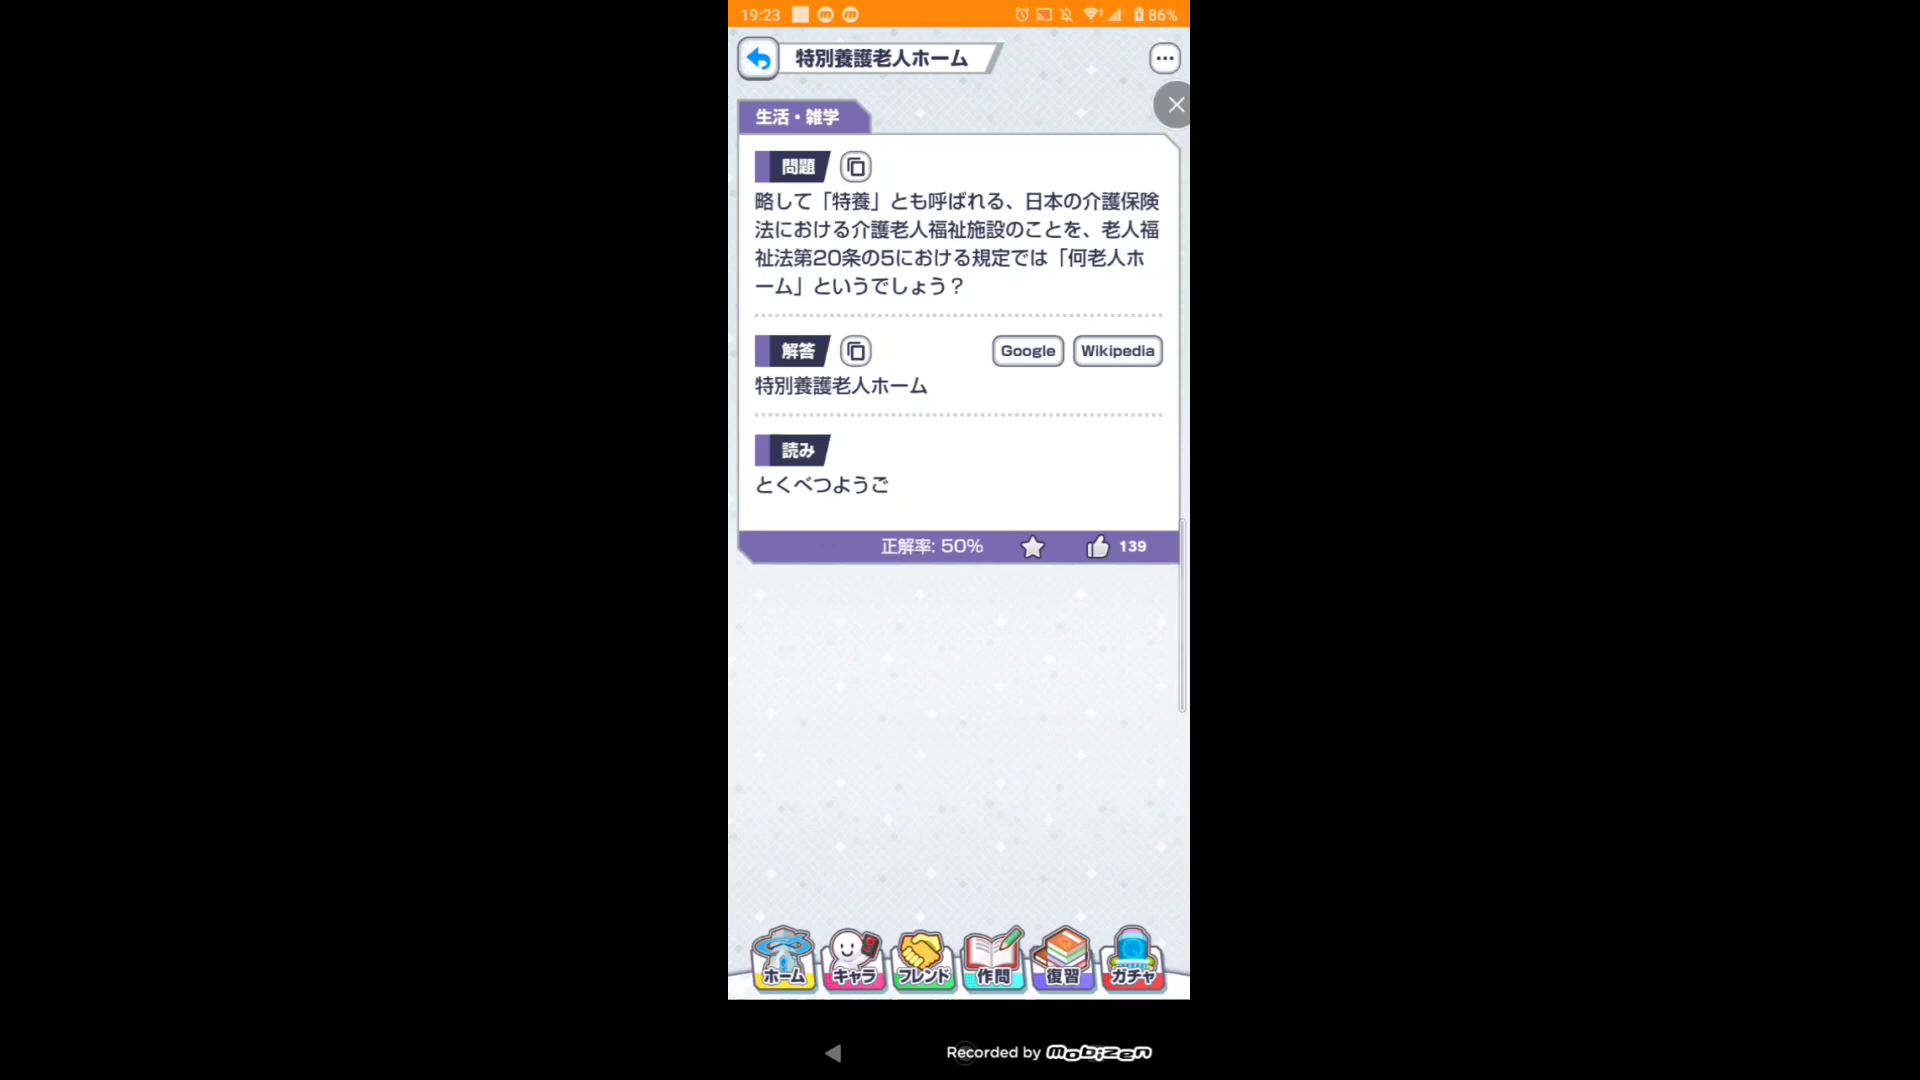 19:23
86%
特別養護老人ホーム
生活・雑学
問題
略して「特養」とも呼ばれる、日本の介護保険
法における介護老人福祉施設のことを、老人福
祉法第20条の5における規定では「何老人ホ
ーム」というでしょう？
解答
Google
Wikipedia
特別養護老人ホーム
読み
とくべつようご
正解率: 50%
139
ホーム
キャラ
フレンド
作問
復習
ガチャ
Recorded by mobizen